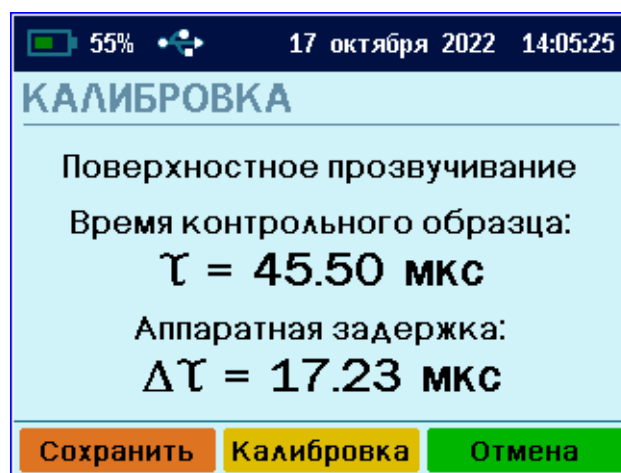 55% 17 октября 2022 14:05:25
КАЛИБРОВКА
Поверхностное прозвучивание
Время контрольного образца:
τ = 45.50 мкс
Аппаратная задержка:
Δτ = 17.23 мкс
Сохранить Калибровка Отмена